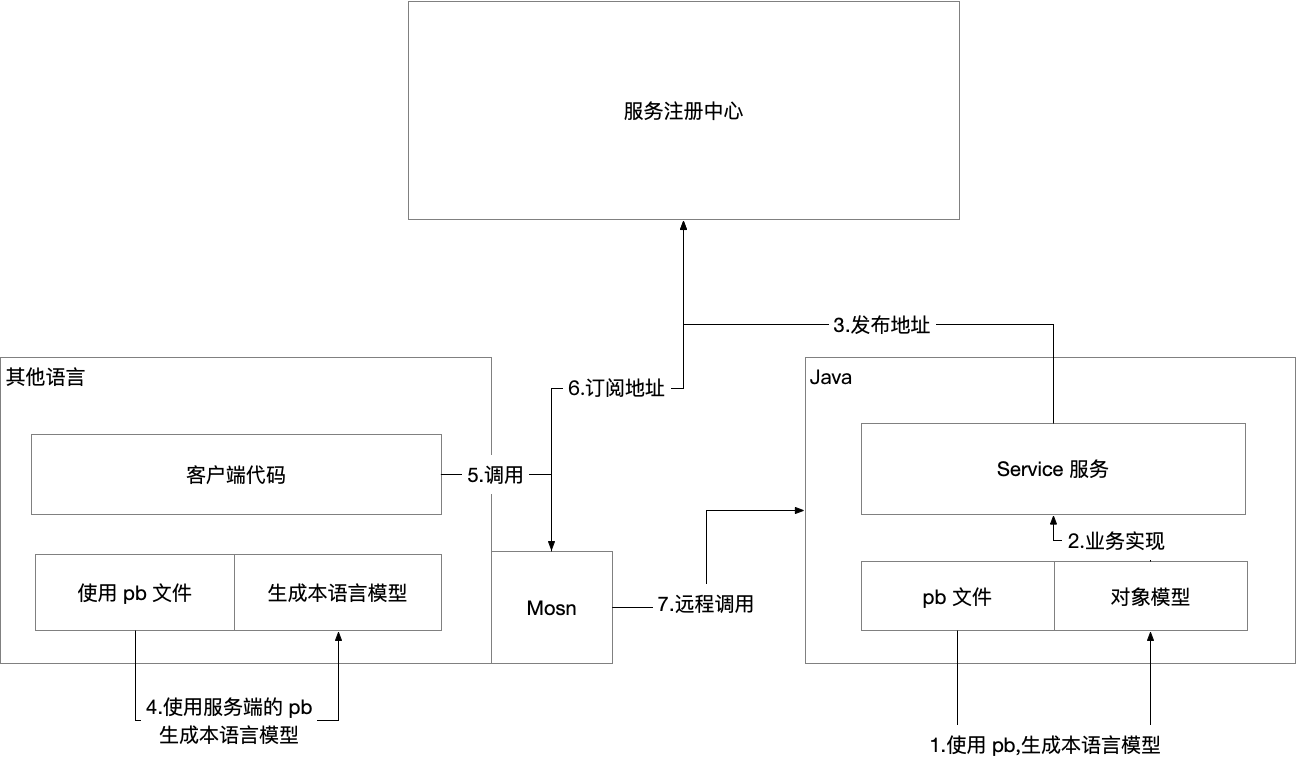 服务注册中心
3.发布地址
其他语言
6.订阅地址
Java
客户端代码
5.调用
Service 服务
2.业务实现
使用 pb 文件
生成本语言模型
Mosn
7.远程调用
pb 文件
对象模型
4.使用服务端的 pb
生成本语言模型
1.使用 pb,生成本语言模型